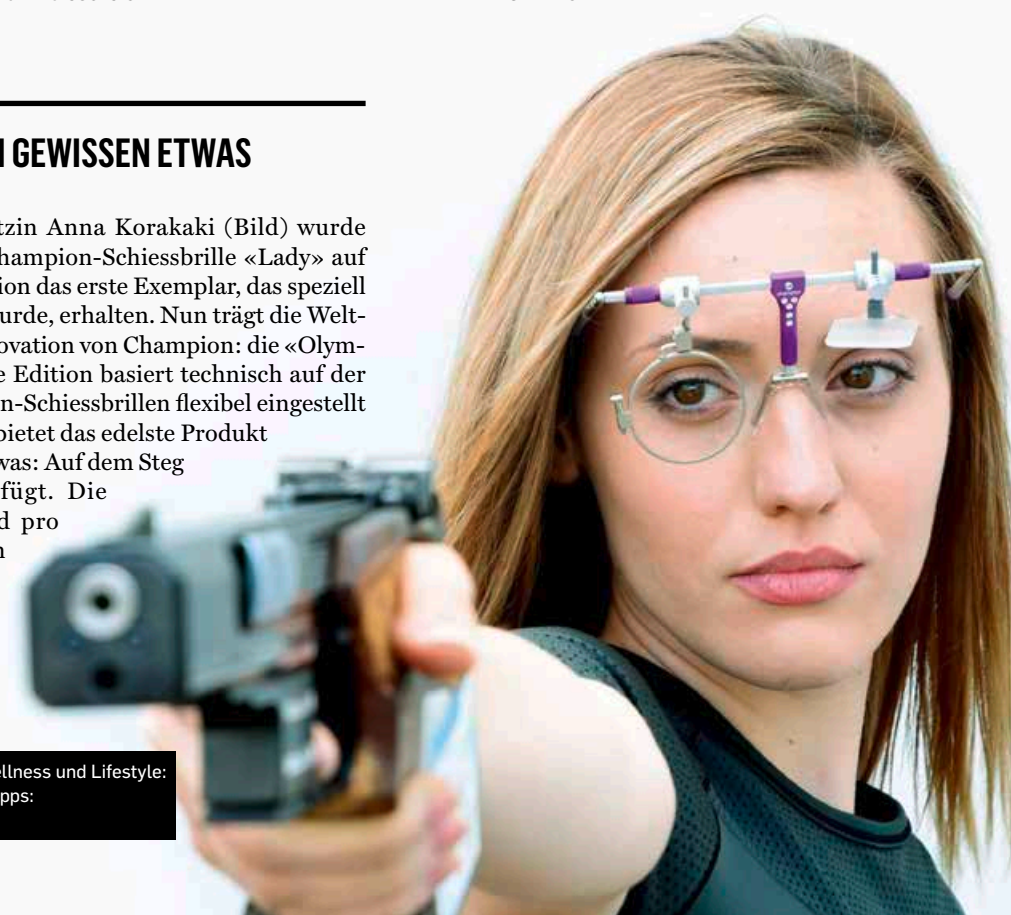 GEWISSEN ETWAS
tzin Anna Korakaki (Bild) wurde
hampion-Schiessbrille «Lady» auf
ion das erste Exemplar, das speziell
urde, erhalten. Nun trägt die Welt-
ovation von Champion: die «Olym-
e Edition basiert technisch auf der
n-Schiessbrillen flexibel eingestellt
bietet das edelste Produkt
was: Auf dem Steg
fügt. Die
d pro
n
ellness und Lifestyle:
pps: